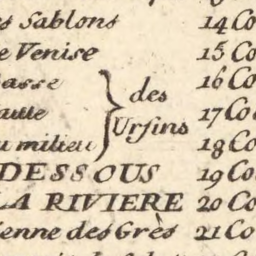 s Sablons 14 Co
e Venise 15 Co
asse 16 Co
des
aute 17 Co
Ursins
u milieu 18 Co
DESSOUS 19 Co
LA RIVIERE 20 Co
ienne des Grès 21 Co